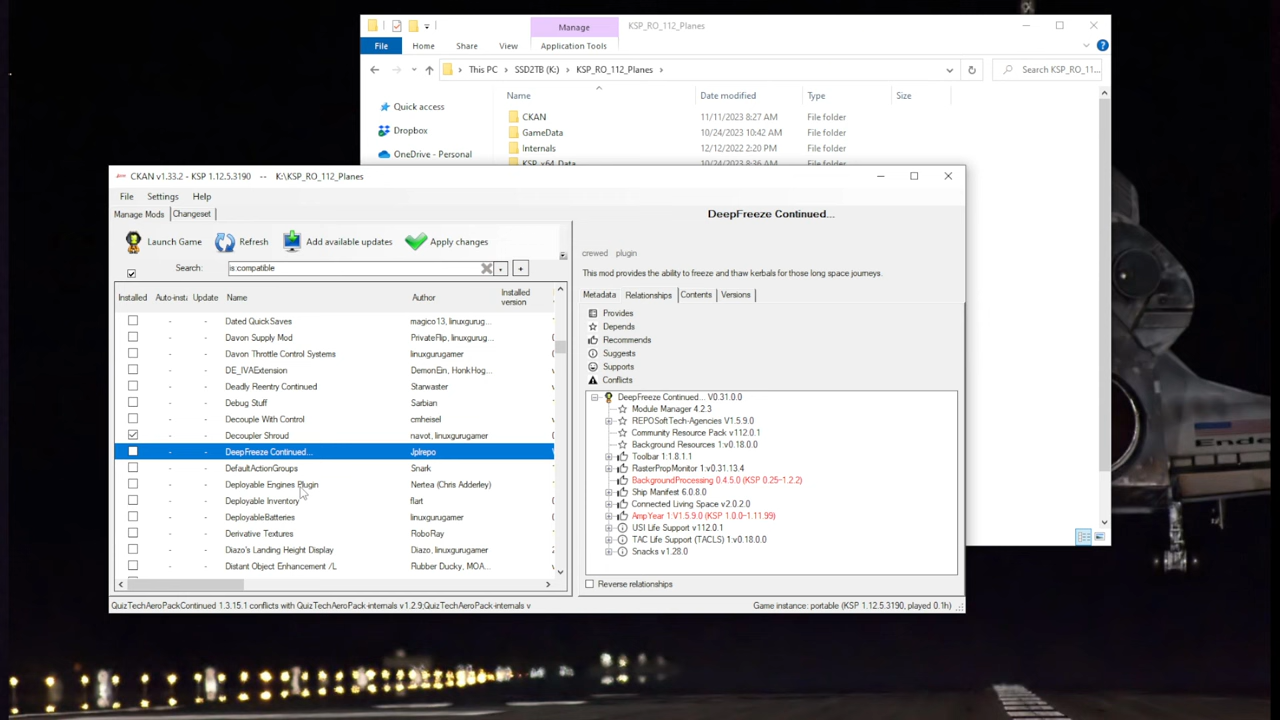 Manage
KSP_RO_112_Planes
File
Home
Share
View
Application Tools
This PC
SSD2TB (K:)
KSP_RO_112_Planes
Search KSP_RO_11...
Name
Date modified
Type
Size
Quick access
CKAN
11/11/2023 8:27 AM
File folder
Dropbox
GameData
10/24/2023 10:42 AM
File folder
OneDrive - Personal
Internals
12/12/2022 2:20 PM
File folder
KSP_x64_Data
10/24/2023 8:36 AM
File folder
CKAN v1.33.2 - KSP 1.12.5.3190 -- K:\KSP_RO_112_Planes
File
Settings
Help
Manage Mods
Changeset
DeepFreeze Continued...
Launch Game
Refresh
Add available updates
Apply changes
crewed plugin
Search:
is:compatible
This mod provides the ability to freeze and thaw kerbals for those long space journeys.
Installed
Auto-insta
Update
Name
Author
Installed version
Metadata
Relationships
Contents
Versions
Dated QuickSaves
magico13, linuxgurug...
Davon Supply Mod
PrivateFlip, linuxgurug...
Davon Throttle Control Systems
linuxgurugamer
DE_IVAExtension
DemonEin, HonkHog...
Deadly Reentry Continued
Starwaster
Debug Stuff
Sarbian
Decouple With Control
cmheisel
Decoupler Shroud
navot, linuxgurugamer
DeepFreeze Continued...
Jplrepo
DefaultActionGroups
Snark
Deployable Engines Plugin
Nertea (Chris Adderley)
Deployable Inventory
flart
DeployableBatteries
linuxgurugamer
Derivative Textures
RoboRay
Diazo's Landing Height Display
Diazo, linuxgurugamer
Distant Object Enhancement /L
Rubber Ducky, MOA...
Provides
Depends
Recommends
Suggests
Supports
Conflicts
DeepFreeze Continued... V0.31.0.0
Module Manager 4.2.3
REPOSoftTech-Agencies V1.5.9.0
Community Resource Pack v112.0.1
Background Resources 1:v0.18.0.0
Toolbar 1:1.8.1.1
RasterPropMonitor 1:v0.31.13.4
BackgroundProcessing 0.4.5.0 (KSP 0.25-1.2.2)
Ship Manifest 6.0.8.0
Connected Living Space v2.0.2.0
AmpYear 1:V1.5.9.0 (KSP 1.0.0-1.11.99)
USI Life Support v112.0.1
TAC Life Support (TACLS) 1:v0.18.0.0
Snacks v1.28.0
Reverse relationships
QuizTechAeroPackContinued 1.3.15.1 conflicts with QuizTechAeroPack-internals v1.2.9;QuizTechAeroPack-internals v
Game instance: portable (KSP 1.12.5.3190, played 0.1h)
Ende